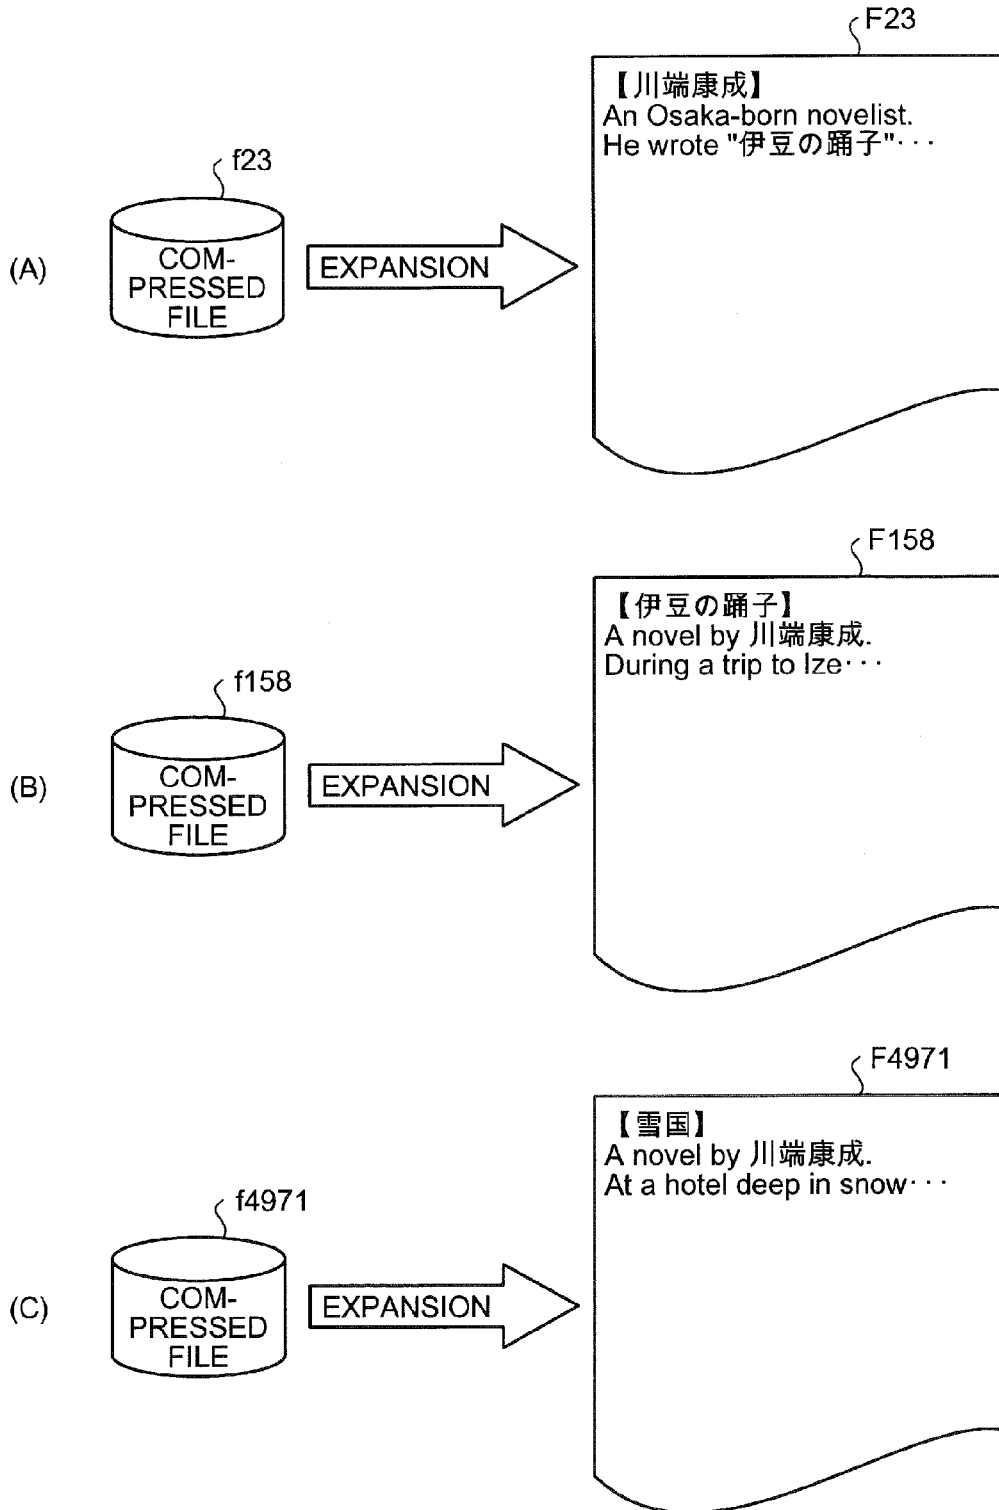 F23
【川端康成】
An Osaka-born novelist.
He wrote "伊豆の踊子"···
f23
(A)
COM-
PRESSED
FILE
EXPANSION
F158
【伊豆の踊子】
A novel by 川端康成.
During a trip to Ize···
f158
(B)
COM-
PRESSED
FILE
EXPANSION
F4971
【雪国】
A novel by 川端康成.
At a hotel deep in snow···
f4971
(C)
COM-
PRESSED
FILE
EXPANSION